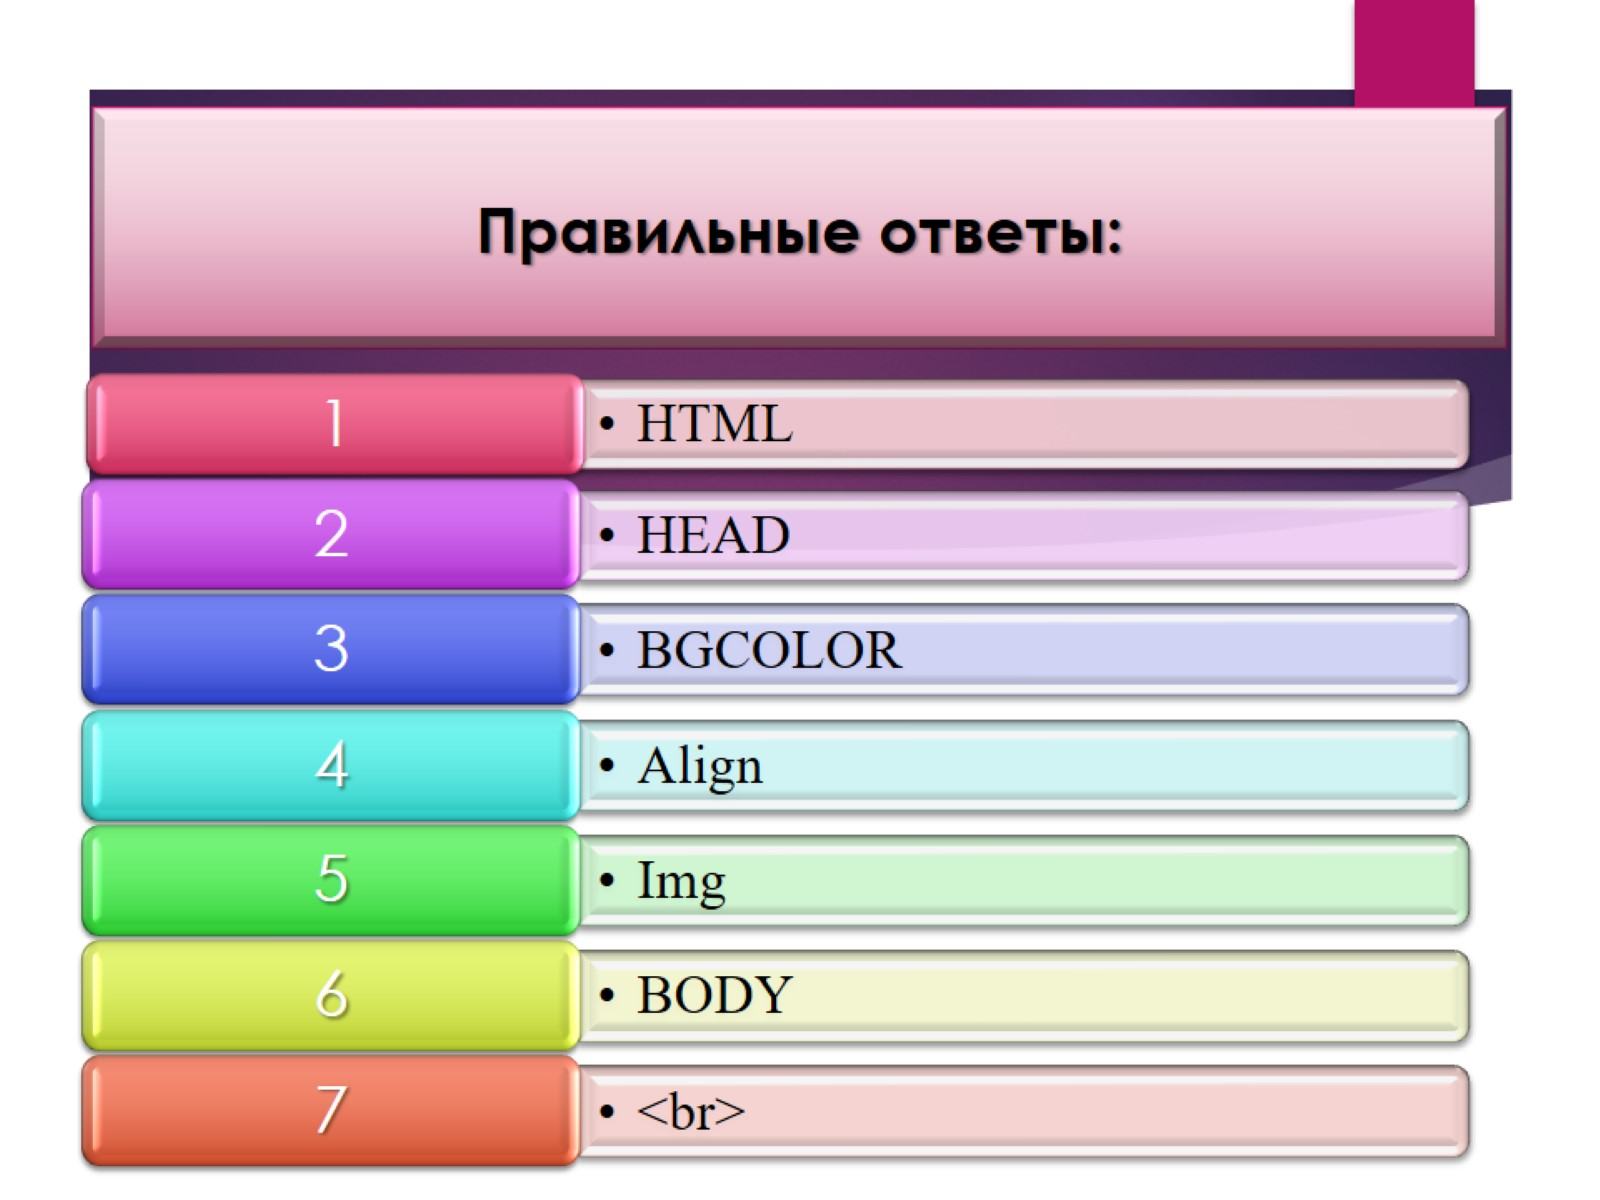 Правильные ответы:
1
• HTML
2
• HEAD
3
• BGCOLOR
4
• Align
5
• Img
6
• BODY
7
• <br>